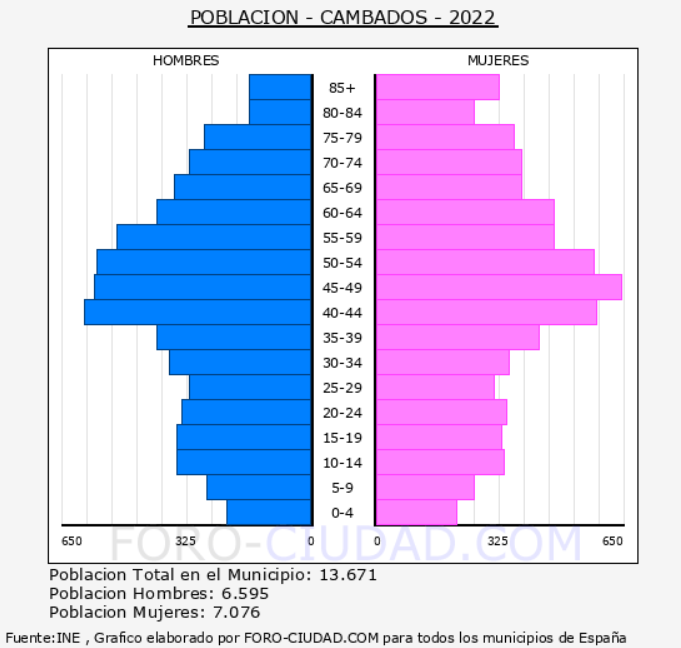 POBLACION - CAMBADOS - 2022
HOMBRES MUJERES
85+
80-84
75-79
70-74
65-69
60-64
55-59
50-54
45-49
40-44
35-39
30-34
25-29
20-24
15-19
10-14
5-9
0-4
650 325 0 0 325 650
FORO-CIUDAD.COM
Poblacion Total en el Municipio: 13.671
Poblacion Hombres: 6.595
Poblacion Mujeres: 7.076
Fuente:INE , Grafico elaborado por FORO-CIUDAD.COM para todos los municipios de España